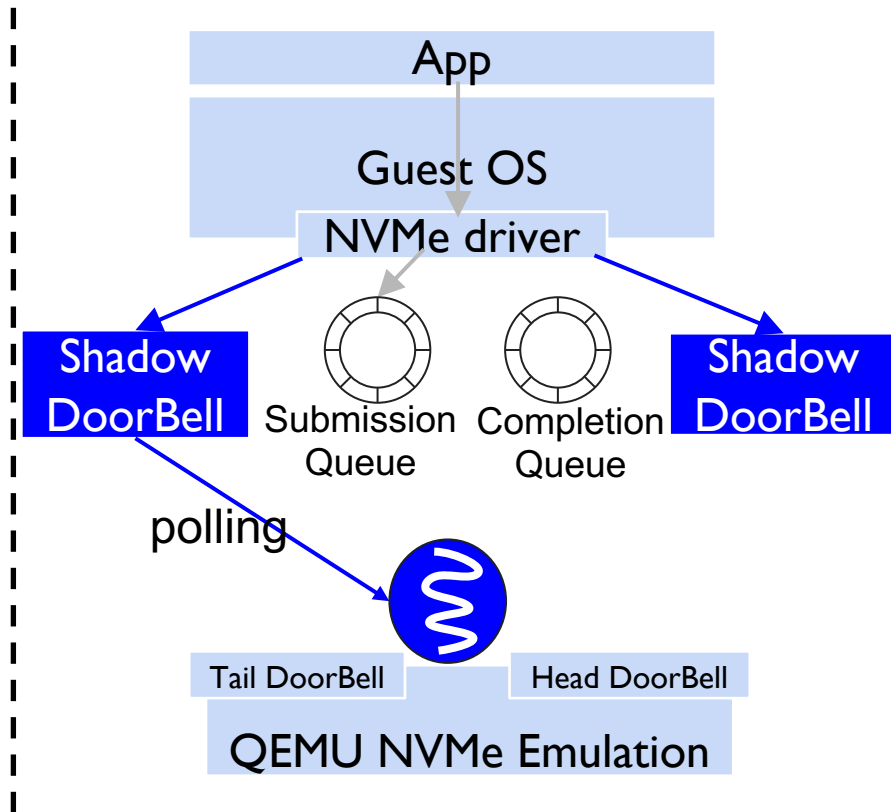 App
Guest OS
NVMe driver
Shadow
DoorBell
Submission
Queue
Completion
Queue
Shadow
DoorBell
polling
Tail DoorBell
Head DoorBell
QEMU NVMe Emulation